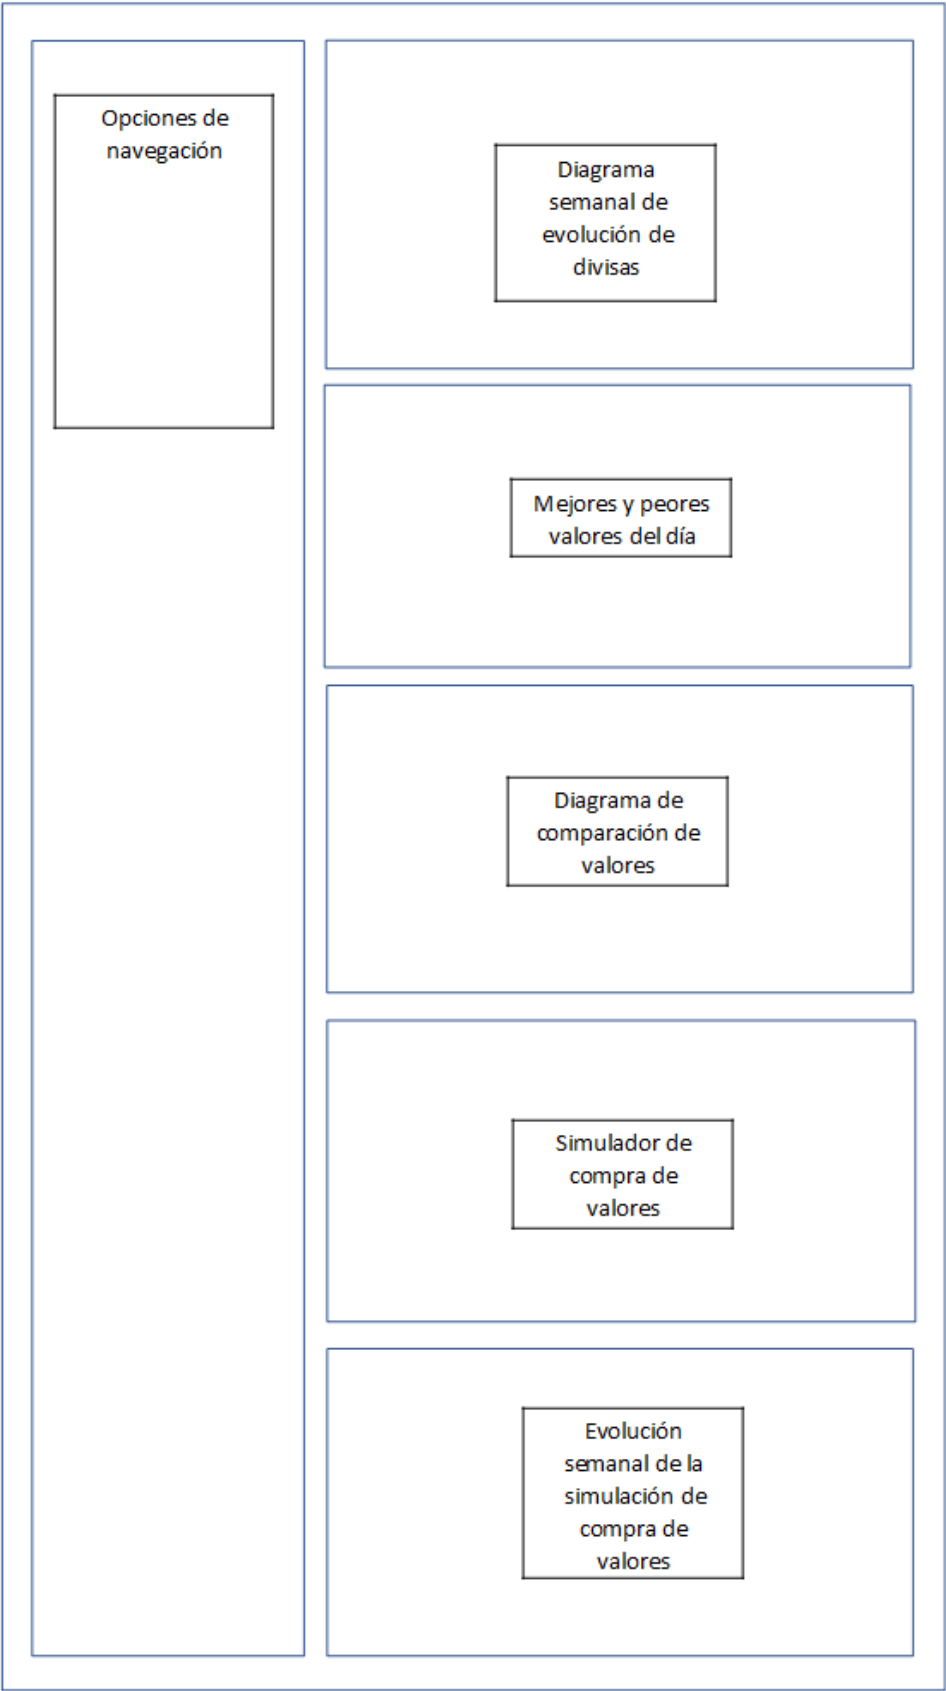 Opciones de
navegación
Diagrama
semanal de
evolución de
divisas
Mejores y peores
valores del día
Diagrama de
comparación de
valores
Simulador de
compra de
valores
Evolución
semanal de la
simulación de
compra de
valores